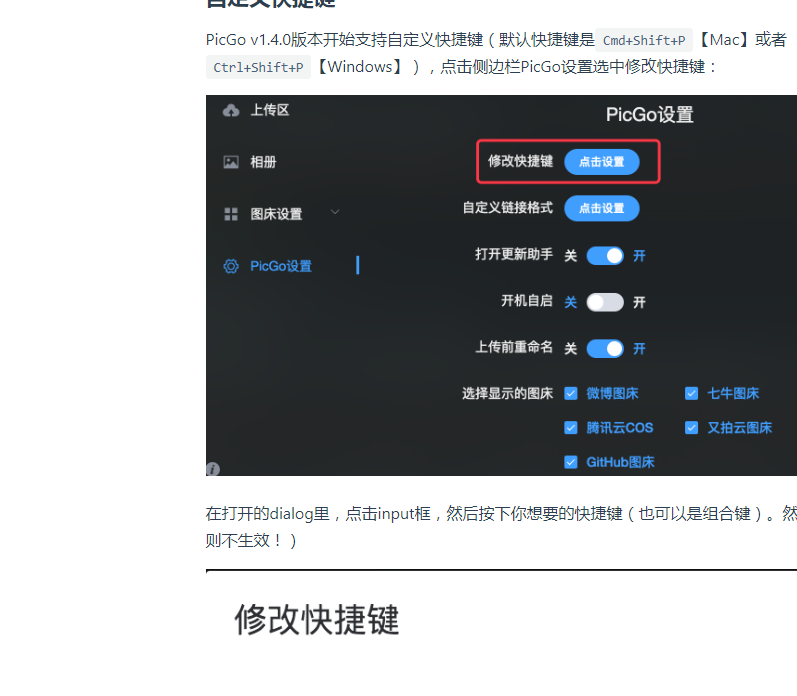 自定义快捷键
PicGo v1.4.0版本开始支持自定义快捷键（默认快捷键是 Cmd+Shift+P 【Mac】或者
Ctrl+Shift+P 【Windows】），点击侧边栏PicGo设置选中修改快捷键：
上传区
PicGo设置
相册
修改快捷键 点击设置
图床设置
自定义链接格式 点击设置
PicGo设置
打开更新助手 关 开
开机自启 关 开
上传前重命名 关 开
选择显示的图床 微博图床 七牛图床
腾讯云COS 又拍云图床
GitHub图床
在打开的dialog里，点击input框，然后按下你想要的快捷键（也可以是组合键）。然
则不生效！）
修改快捷键